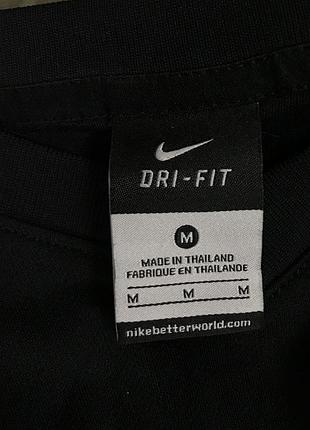 DRI-FIT
M
MADE IN THAILAND
FABRIQUE EN THAILANDE
M M M
nikebetterworld.com